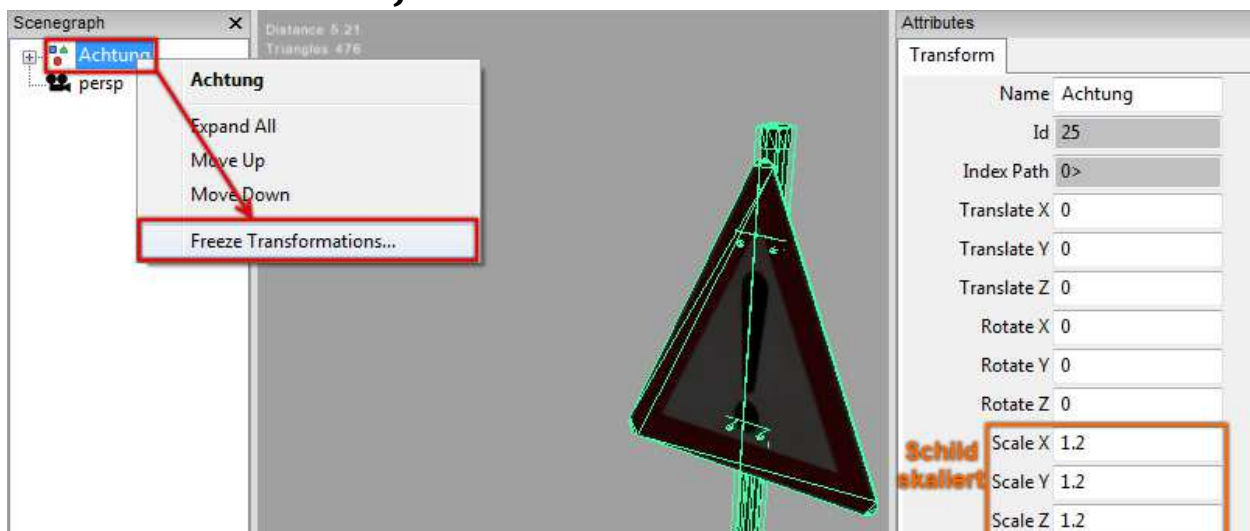 Scenegraph
Achtung
persp
Achtung
Expand All
Move Up
Move Down
Freeze Transformations...
Distance 5.21
Triangles 476
Attributes
Transform
Name Achtung
Id 25
Index Path 0>
Translate X 0
Translate Y 0
Translate Z 0
Rotate X 0
Rotate Y 0
Rotate Z 0
Schild
skaliert
Scale X 1.2
Scale Y 1.2
Scale Z 1.2